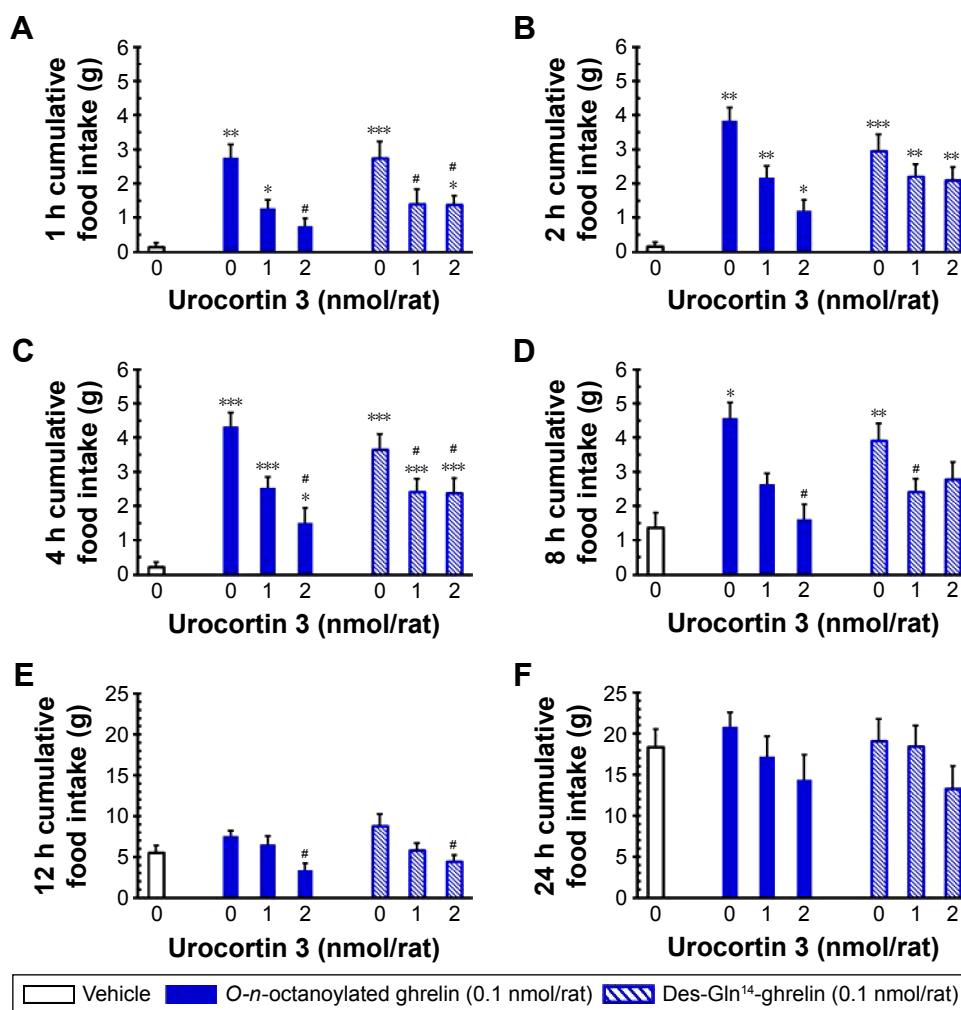 A
1 h cumulative
food intake (g)
6
5
4
3
2
1
0
** * # *** # # *
0 0 1 2 0 1 2
Urocortin 3 (nmol/rat)
B
2 h cumulative
food intake (g)
6
5
4
3
2
1
0
** ** * *** ** **
0 0 1 2 0 1 2
Urocortin 3 (nmol/rat)
C
4 h cumulative
food intake (g)
6
5
4
3
2
1
0
# #
*** *** # * *** *** ***
0 0 1 2 0 1 2
Urocortin 3 (nmol/rat)
D
8 h cumulative
food intake (g)
6
5
4
3
2
1
0
* # ** #
0 0 1 2 0 1 2
Urocortin 3 (nmol/rat)
E
12 h cumulative
food intake (g)
25
20
15
10
5
0
# #
0 0 1 2 0 1 2
Urocortin 3 (nmol/rat)
F
24 h cumulative
food intake (g)
25
20
15
10
5
0
0 0 1 2 0 1 2
Urocortin 3 (nmol/rat)
Vehicle O-n-octanoylated ghrelin (0.1 nmol/rat) Des-Gln¹⁴-ghrelin (0.1 nmol/rat)